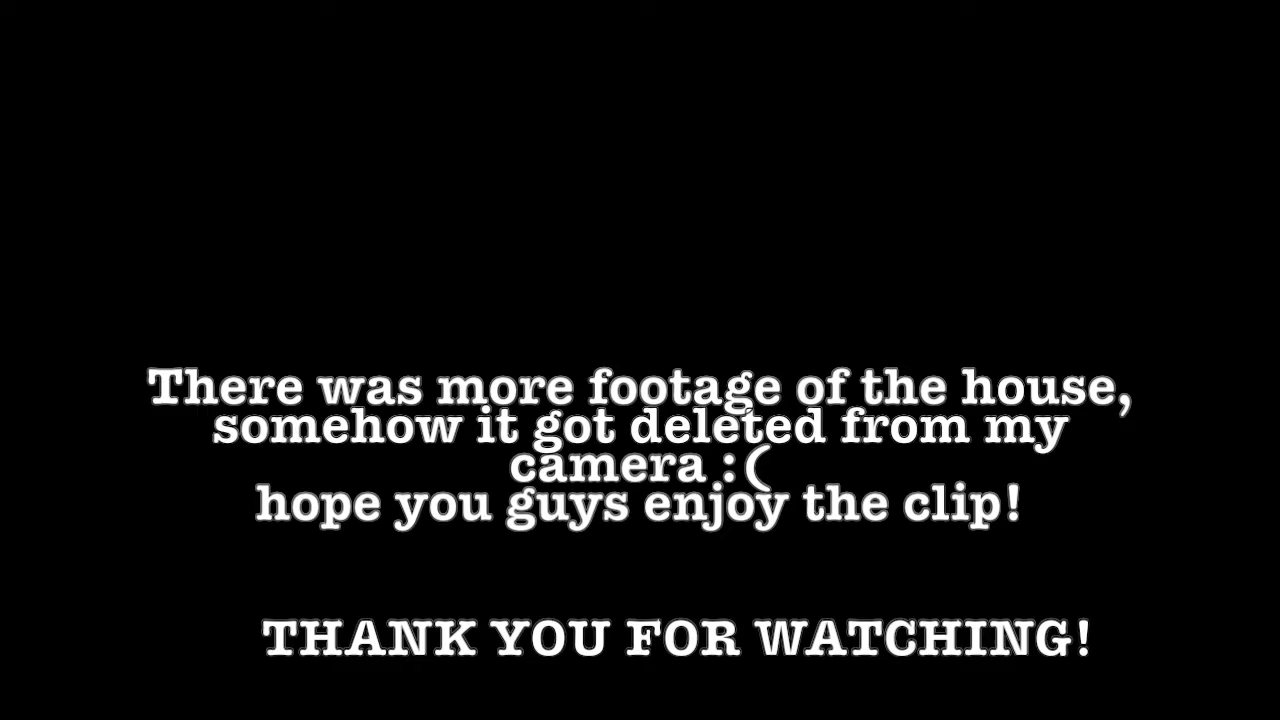 There was more footage of the house,
somehow it got deleted from my
camera :(
hope you guys enjoy the clip!
THANK YOU FOR WATCHING!